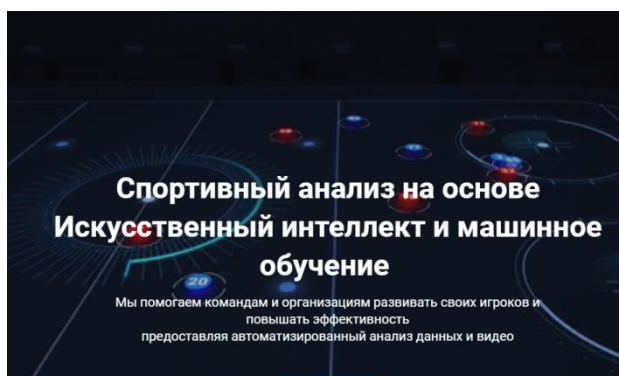 Спортивный анализ на основе
Искусственный интеллект и машинное
обучение
Мы помогаем командам и организациям развивать своих игроков и
повышать эффективность
предоставляя автоматизированный анализ данных и видео
20